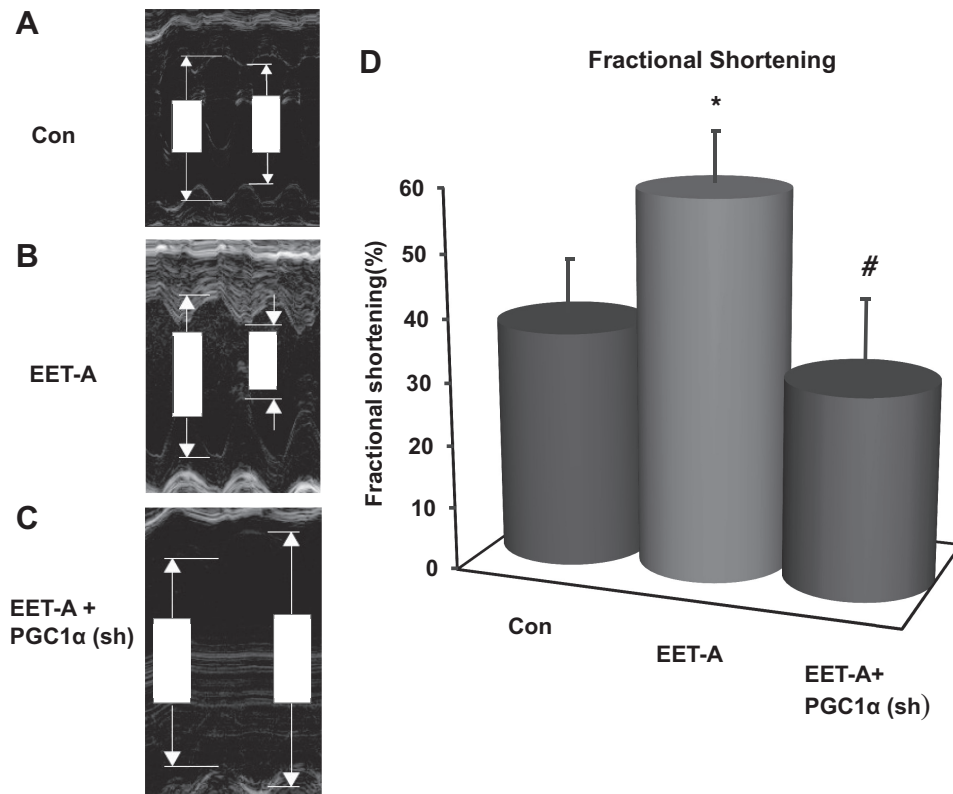 A
Con
B
EET-A
C
EET-A +
PGC1α (sh)
D
Fractional Shortening
*
#
Fractional shortening(%)
60
50
40
30
20
10
0
Con
EET-A
EET-A+
PGC1α (sh)